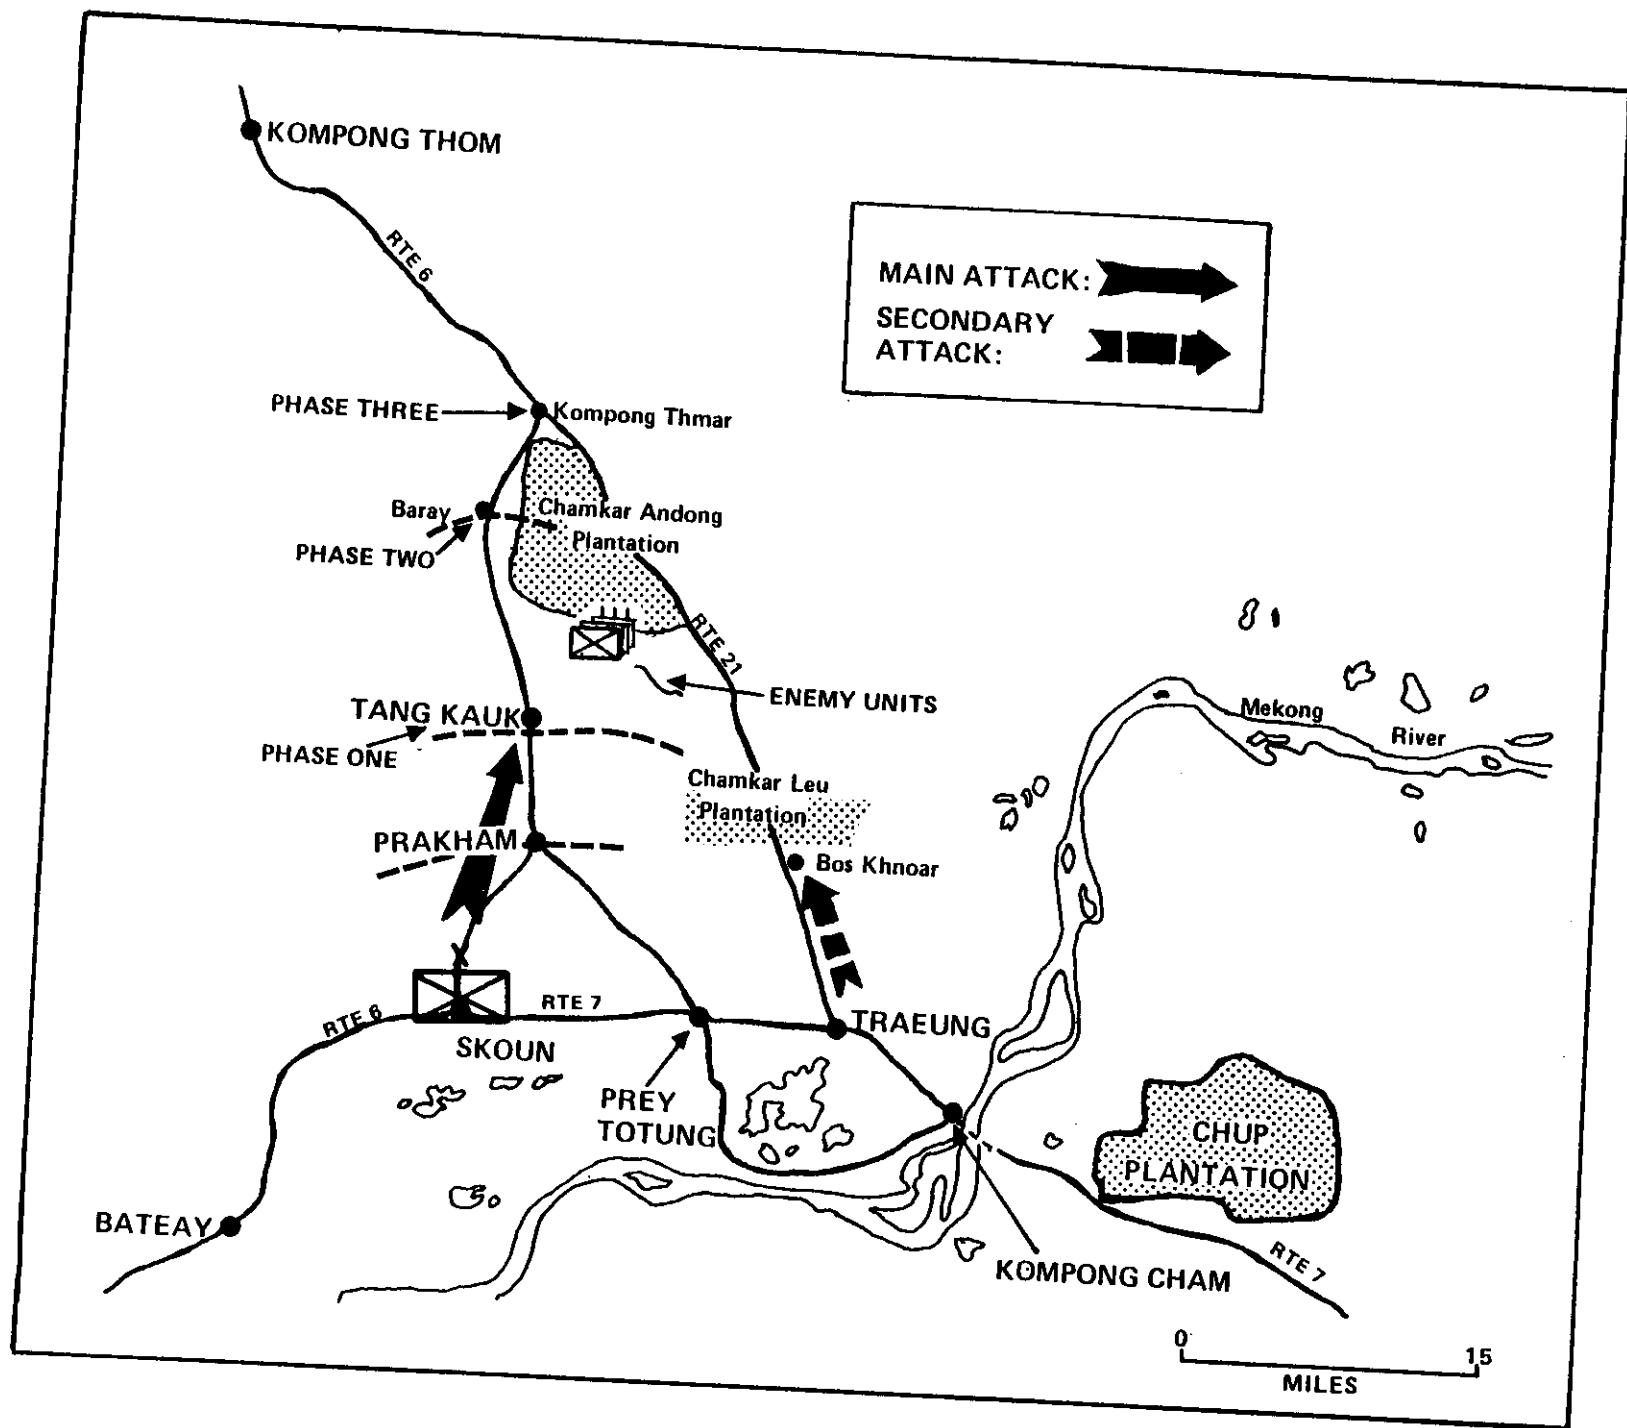 KOMPONG THOM
RTE 6
MAIN ATTACK:
SECONDARY
ATTACK:
PHASE THREE
Kompong Thmar
Baray
Chamkar Andong
Plantation
PHASE TWO
RTE 21
ENEMY UNITS
TANG KAUK
PHASE ONE
Mekong
River
Chamkar Leu
Plantation
PRAKHAM
Bos Khnoar
RTE 6
RTE 7
SKOUN
TRAEUNG
PREY
TOTUNG
CHUP
PLANTATION
BATEAY
KOMPONG CHAM
RTE 7
0
15
MILES